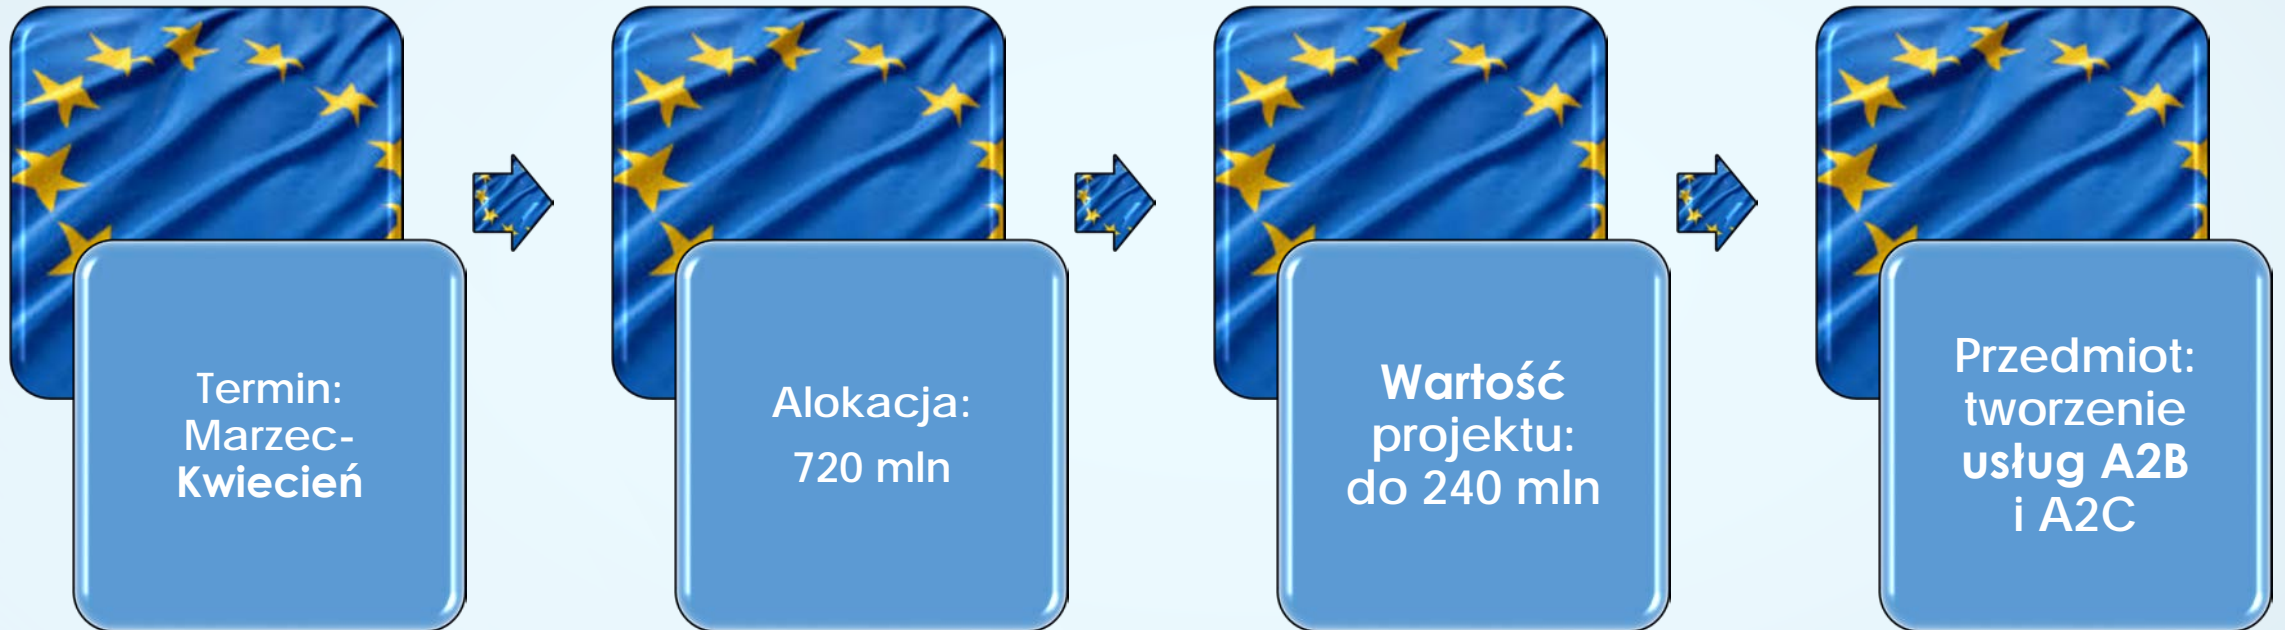 Termin:
Marzec-
Kwiecień
Alokacja:
720 mln
Wartość
projektu:
do 240 mln
Przedmiot:
tworzenie
usług A2B
i A2C